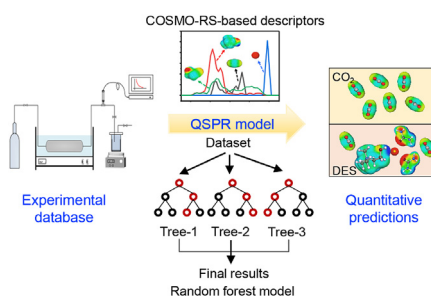 COSMO-RS-based descriptors
QSPR model
Dataset
Tree-1 Tree-2 Tree-3
Final results
Random forest model
Experimental
database
CO₂
DES
Quantitative
predictions